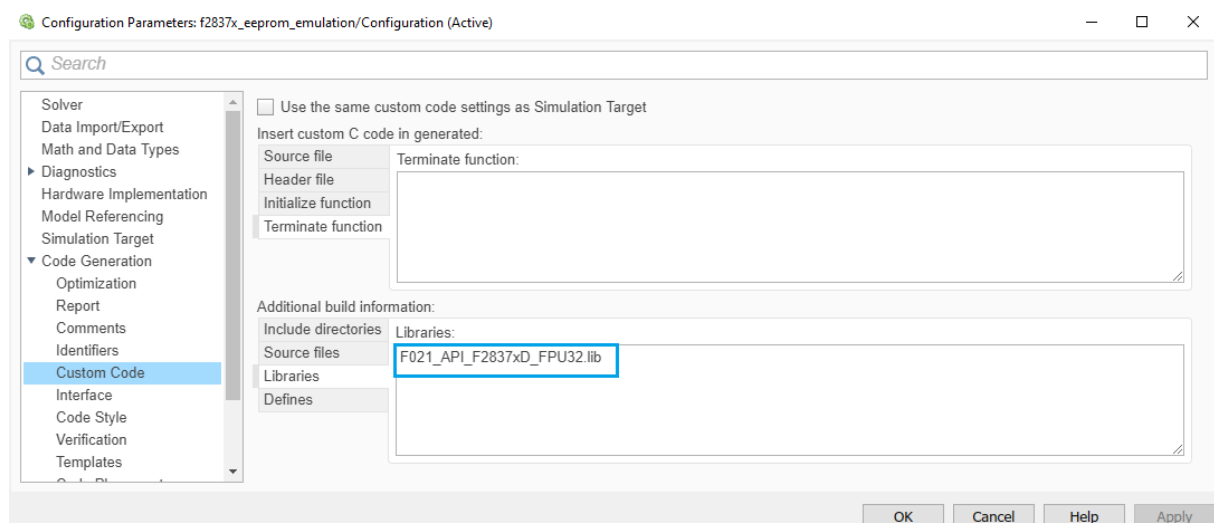 Configuration Parameters: f2837x_eeprom_emulation/Configuration (Active)
Search
Solver
Data Import/Export
Math and Data Types
Diagnostics
Hardware Implementation
Model Referencing
Simulation Target
Code Generation
Optimization
Report
Comments
Identifiers
Custom Code
Interface
Code Style
Verification
Templates
Use the same custom code settings as Simulation Target
Insert custom C code in generated:
Source file
Header file
Initialize function
Terminate function
Terminate function:
Additional build information:
Include directories
Source files
Libraries
Defines
Libraries:
F021_API_F2837xD_FPU32.lib
OK
Cancel
Help
Apply